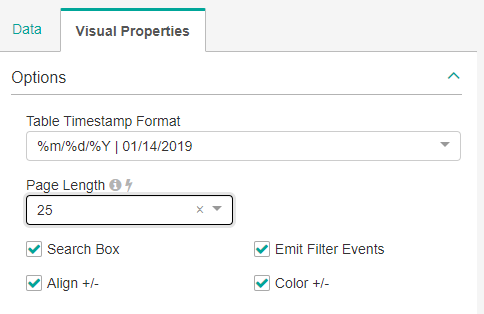 Data
Visual Properties
Options
Table Timestamp Format
%m/%d/%Y | 01/14/2019
Page Length
25
Search Box
Emit Filter Events
Align +/-
Color +/-